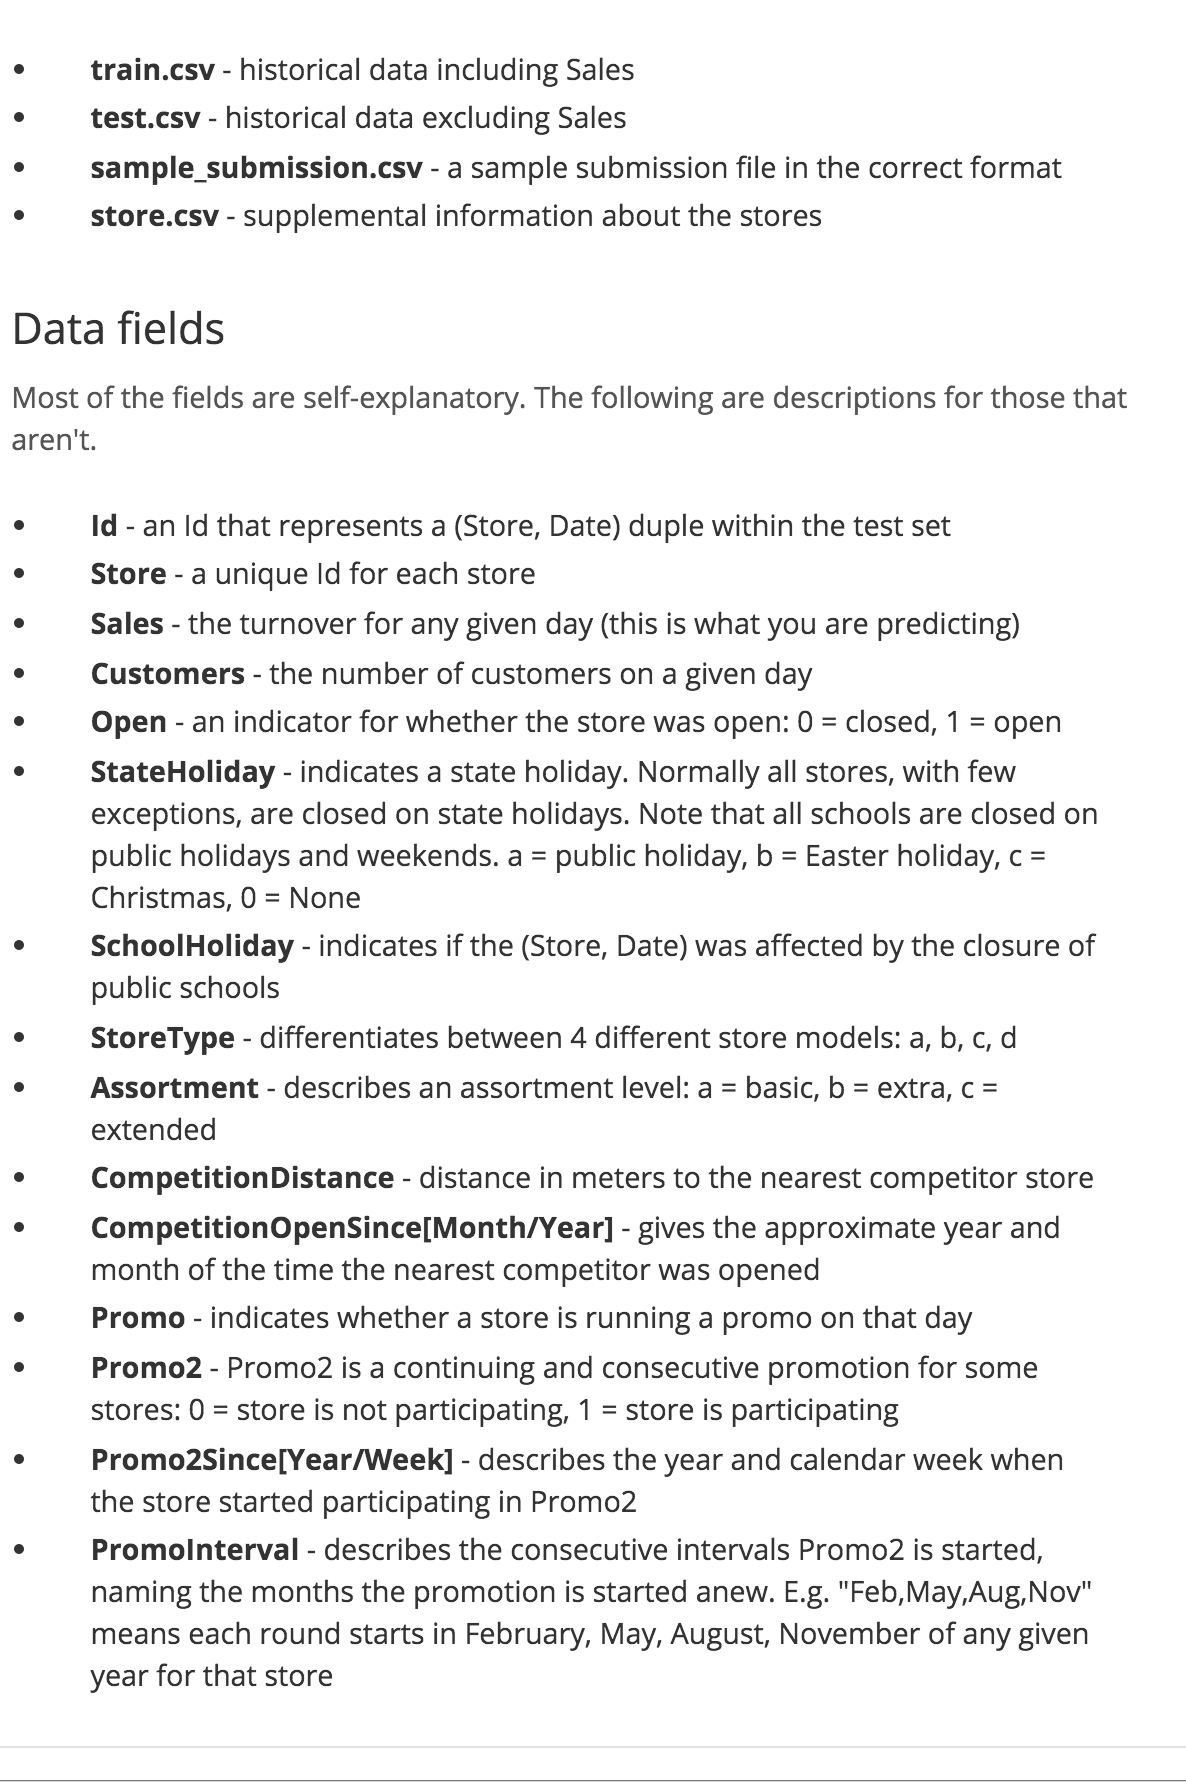 • train.csv - historical data including Sales
• test.csv - historical data excluding Sales
• sample_submission.csv - a sample submission file in the correct format
• store.csv - supplemental information about the stores
Data fields
Most of the fields are self-explanatory. The following are descriptions for those that
aren't.
• Id - an Id that represents a (Store, Date) duple within the test set
• Store - a unique Id for each store
• Sales - the turnover for any given day (this is what you are predicting)
• Customers - the number of customers on a given day
• Open - an indicator for whether the store was open: 0 = closed, 1 = open
• StateHoliday - indicates a state holiday. Normally all stores, with few
exceptions, are closed on state holidays. Note that all schools are closed on
public holidays and weekends. a = public holiday, b = Easter holiday, c =
Christmas, 0 = None
• SchoolHoliday - indicates if the (Store, Date) was affected by the closure of
public schools
• StoreType - differentiates between 4 different store models: a, b, c, d
• Assortment - describes an assortment level: a = basic, b = extra, c =
extended
• CompetitionDistance - distance in meters to the nearest competitor store
• CompetitionOpenSince[Month/Year] - gives the approximate year and
month of the time the nearest competitor was opened
• Promo - indicates whether a store is running a promo on that day
• Promo2 - Promo2 is a continuing and consecutive promotion for some
stores: 0 = store is not participating, 1 = store is participating
• Promo2Since[Year/Week] - describes the year and calendar week when
the store started participating in Promo2
• PromoInterval - describes the consecutive intervals Promo2 is started,
naming the months the promotion is started anew. E.g. "Feb,May,Aug,Nov"
means each round starts in February, May, August, November of any given
year for that store